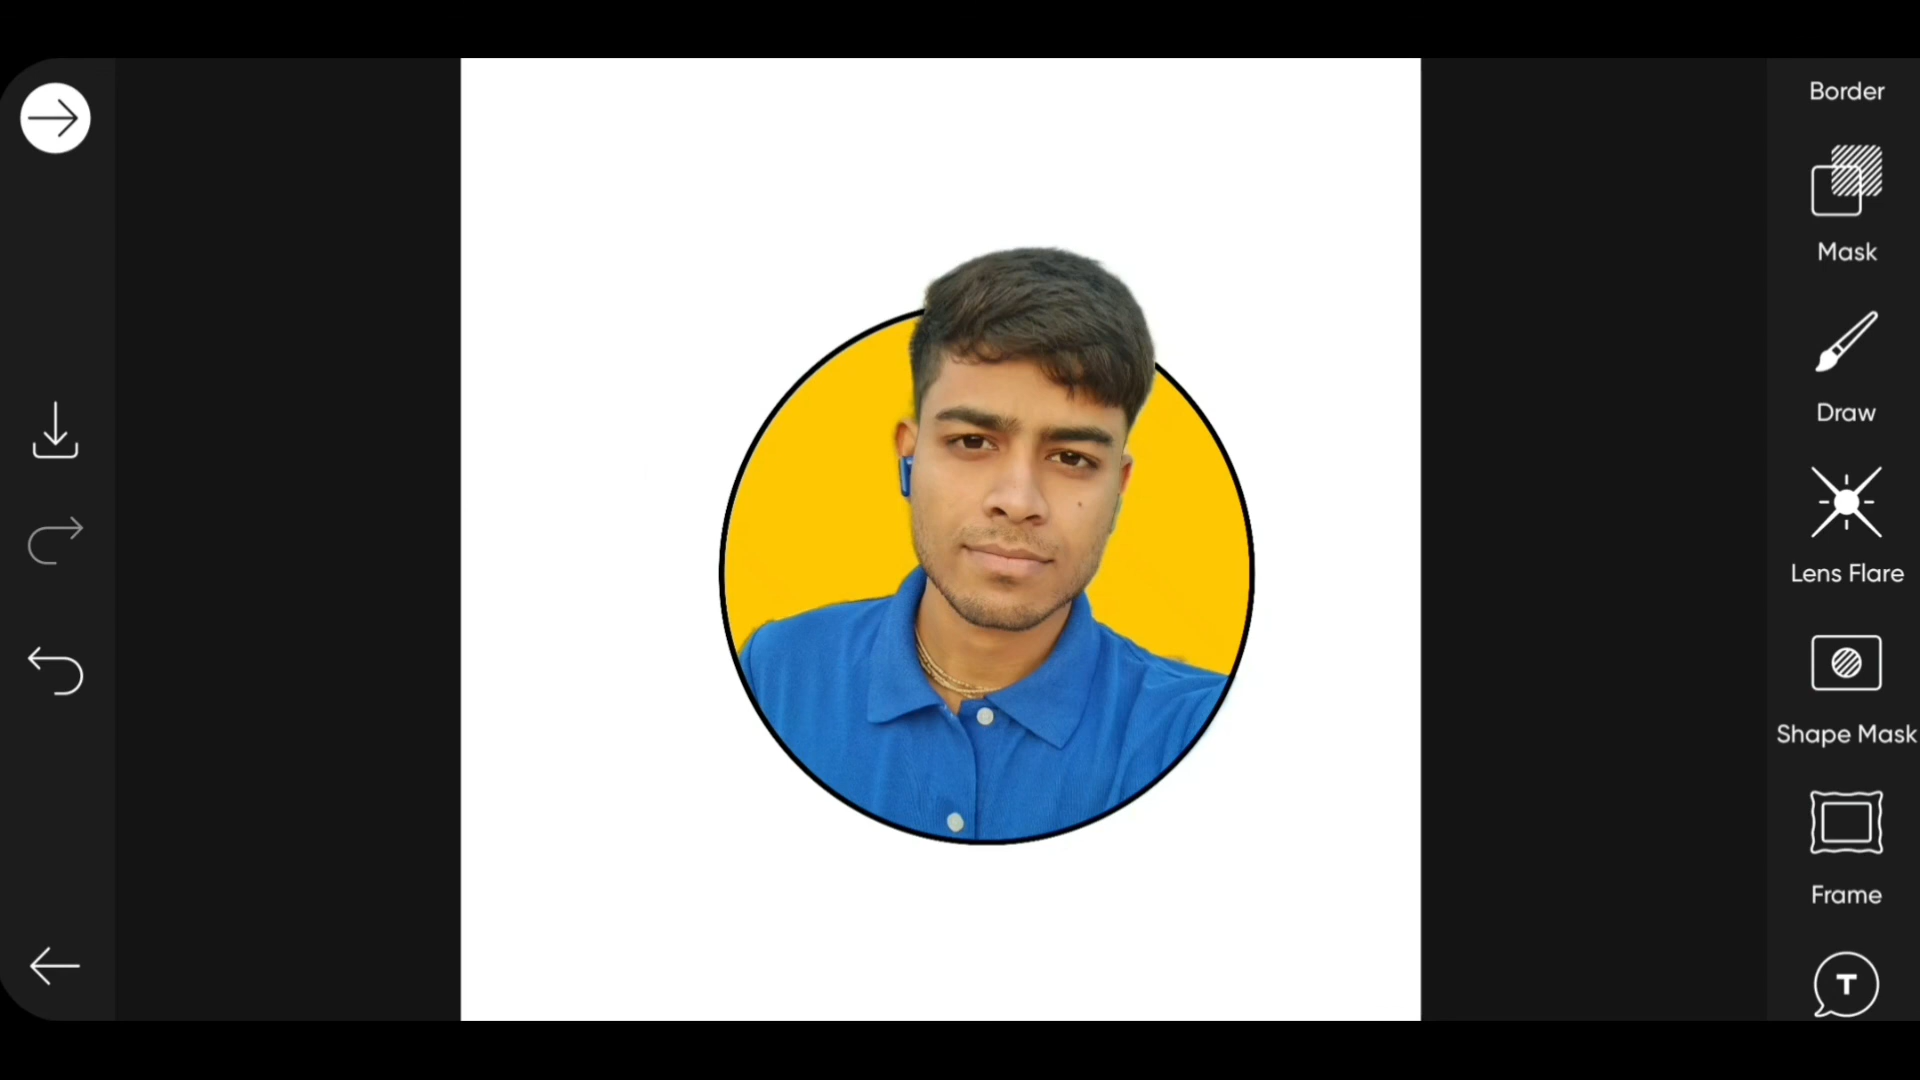 Border
Mask
Draw
Lens Flare
Shape Mask
Frame
T